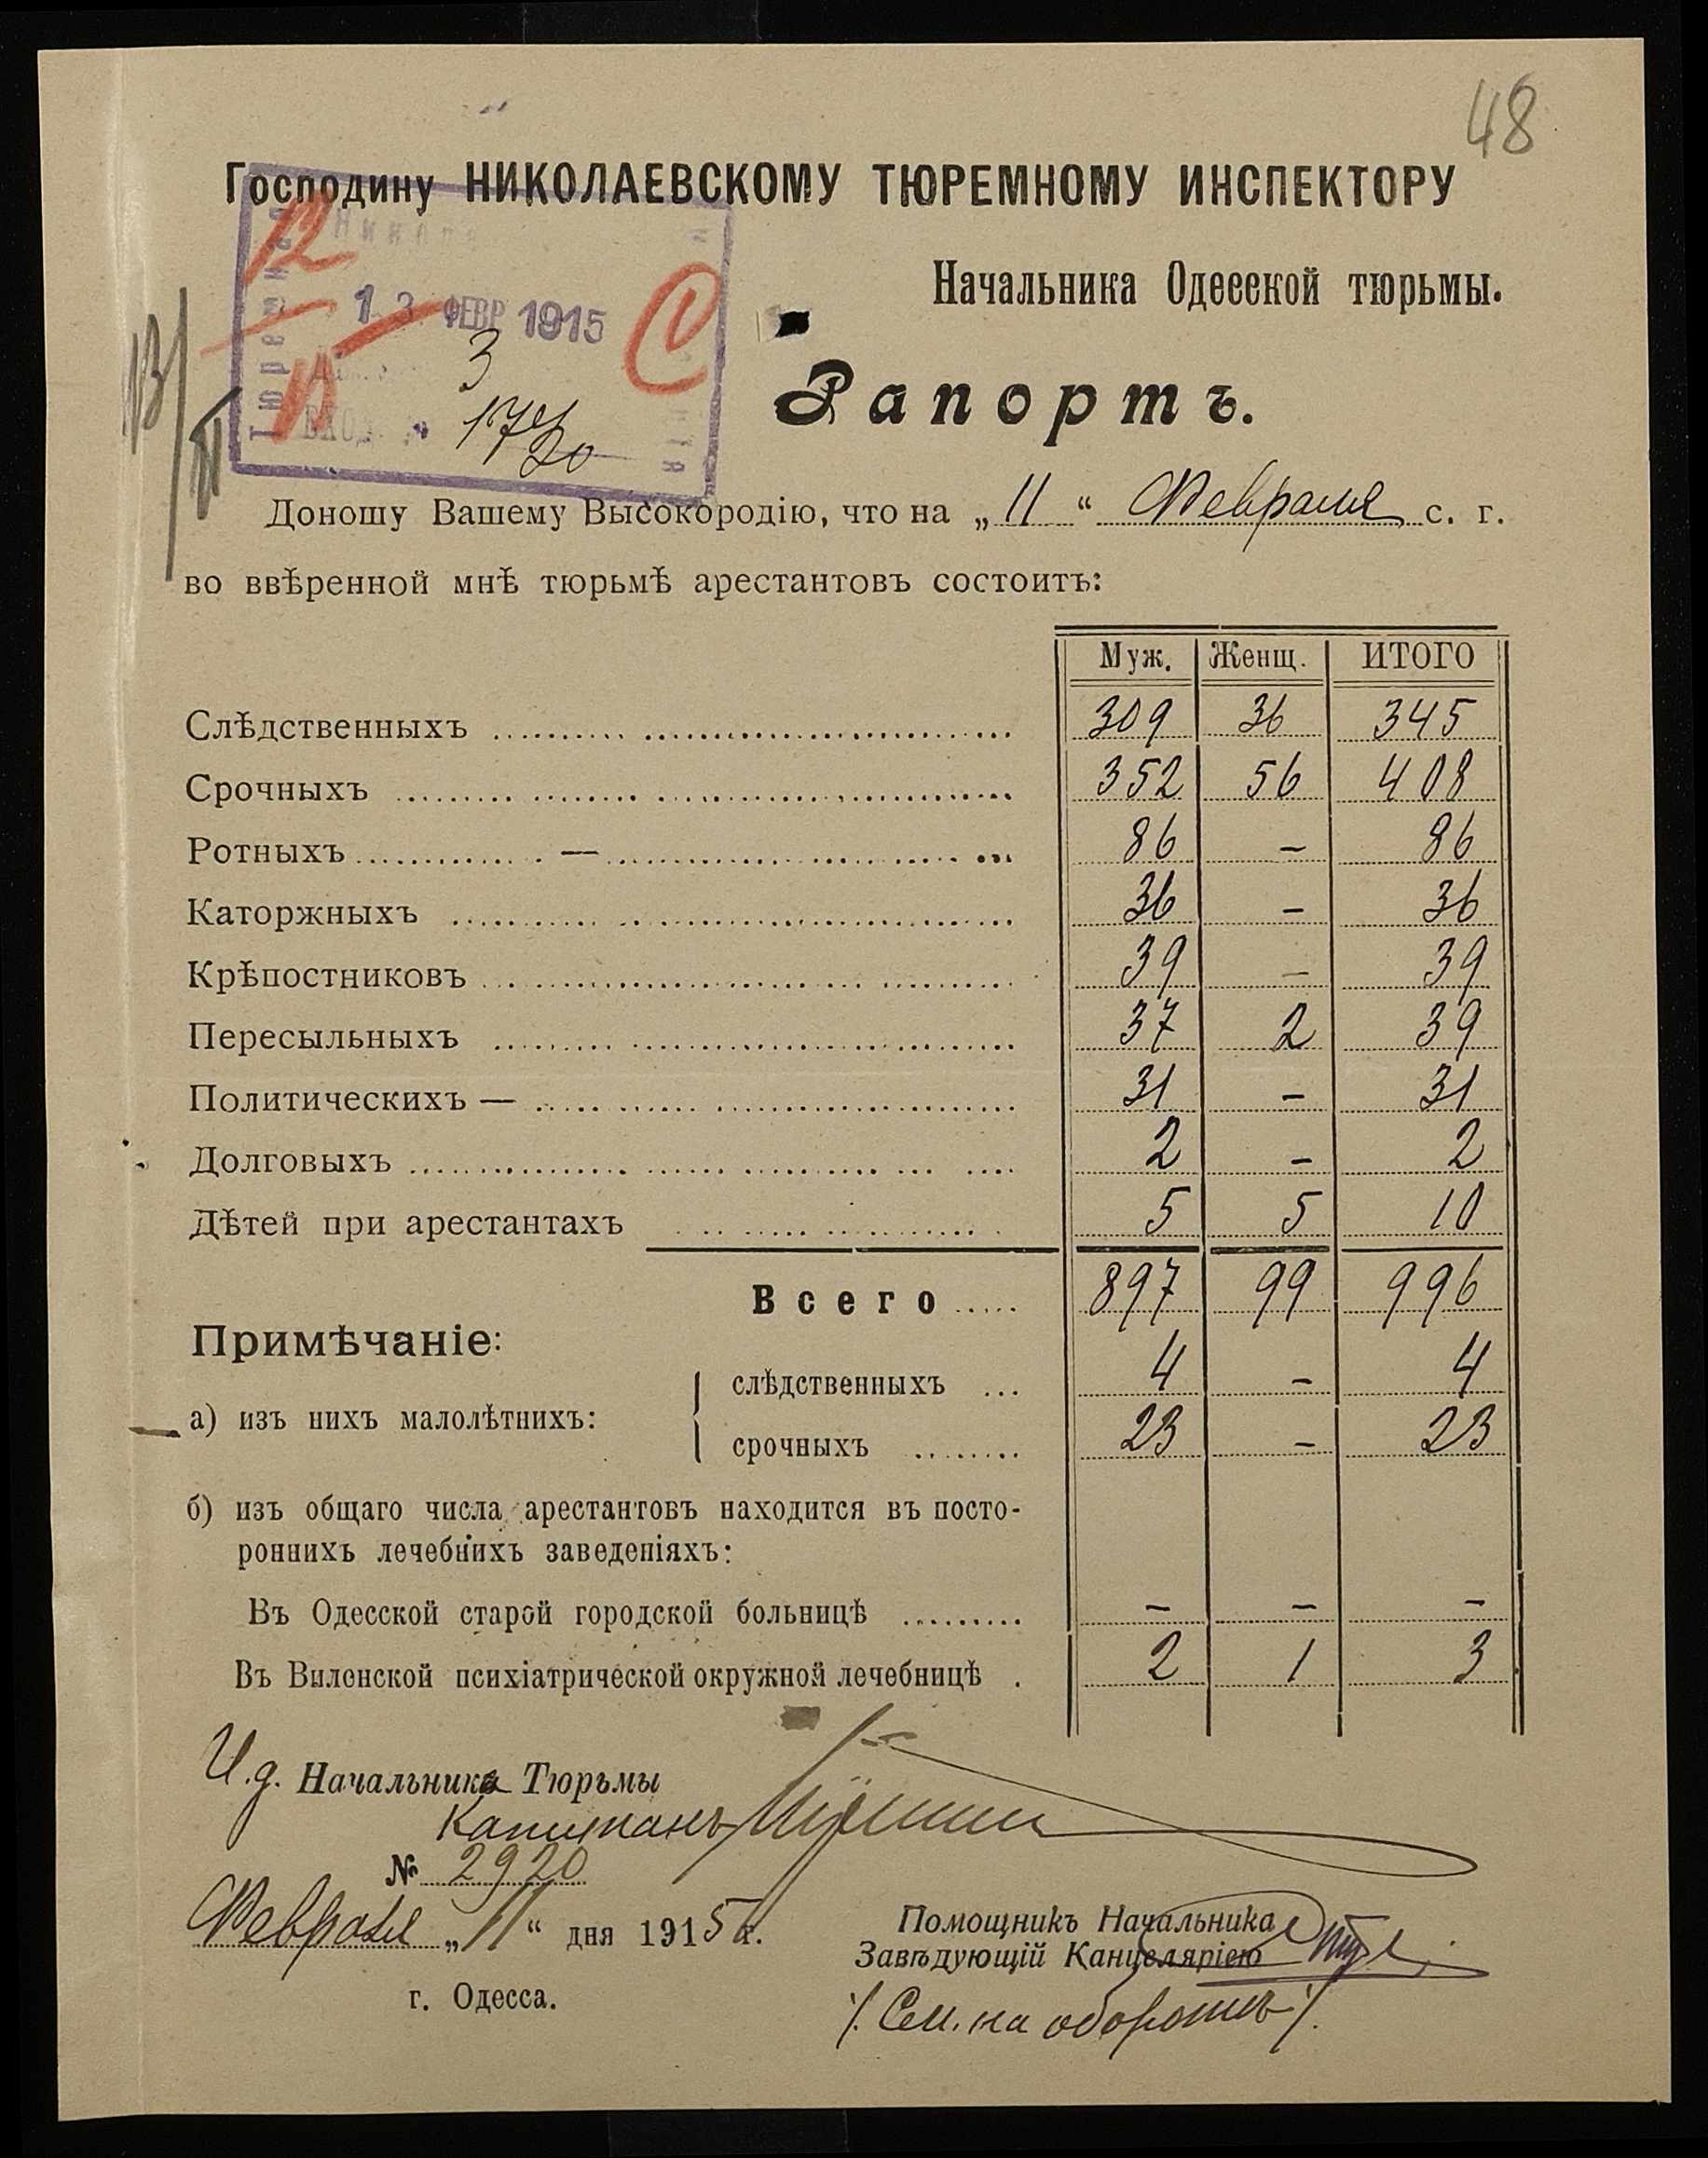 48
Господину НИКОЛАЕВСКОМУ ТЮРЕМНОМУ ИНСПЕКТОРУ
Начальника Одесской тюрьмы.
13 ФЕВР 1915
3
Рапортъ.
Доношу Вашему Высокородію, что на „11“ Февраля с. г.
во ввѣренной мнѣ тюрьмѣ арестантовъ состоитъ:
Муж. Женщ. ИТОГО
Слѣдственныхъ 309 36 345
Срочныхъ 352 56 408
Ротныхъ — 86 - 86
Каторжныхъ 36 - 36
Крѣпостниковъ 39 - 39
Пересыльныхъ 37 2 39
Политическихъ — 31 - 31
Долговыхъ 2 - 2
Дѣтей при арестантахъ 5 5 10
Всего 897 99 996
Примѣчаніе:
слѣдственныхъ 4 - 4
а) изъ нихъ малолѣтнихъ:
срочныхъ 23 - 23
б) изъ общаго числа арестантовъ находится въ посто-
роннихъ лечебнихъ заведеніяхъ:
Въ Одесской старой городской больницѣ - - -
Въ Виленской психіатрической окружной лечебницѣ 2 1 3
И.д. Начальника Тюрьмы
Капитанъ
№ 2920
Февраля „11“ дня 1915 г.
Помощникъ Начальника
Завѣдующій Канцеляріею
г. Одесса.
/. См. на оборотѣ /.